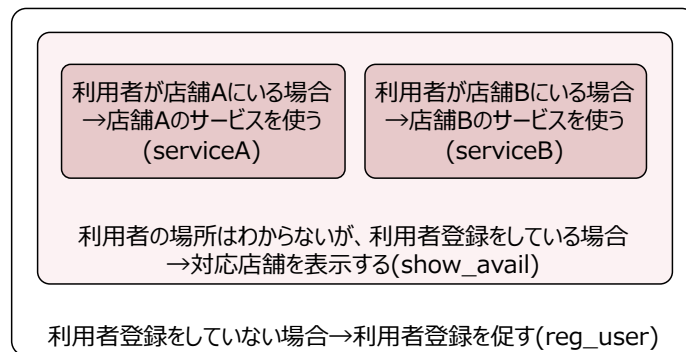 利用者が店舗Aにいる場合
→店舗Aのサービスを使う
(serviceA)
利用者が店舗Bにいる場合
→店舗Bのサービスを使う
(serviceB)
利用者の場所はわからないが、利用者登録をしている場合
→対応店舗を表示する(show_avail)
利用者登録をしていない場合→利用者登録を促す(reg_user)